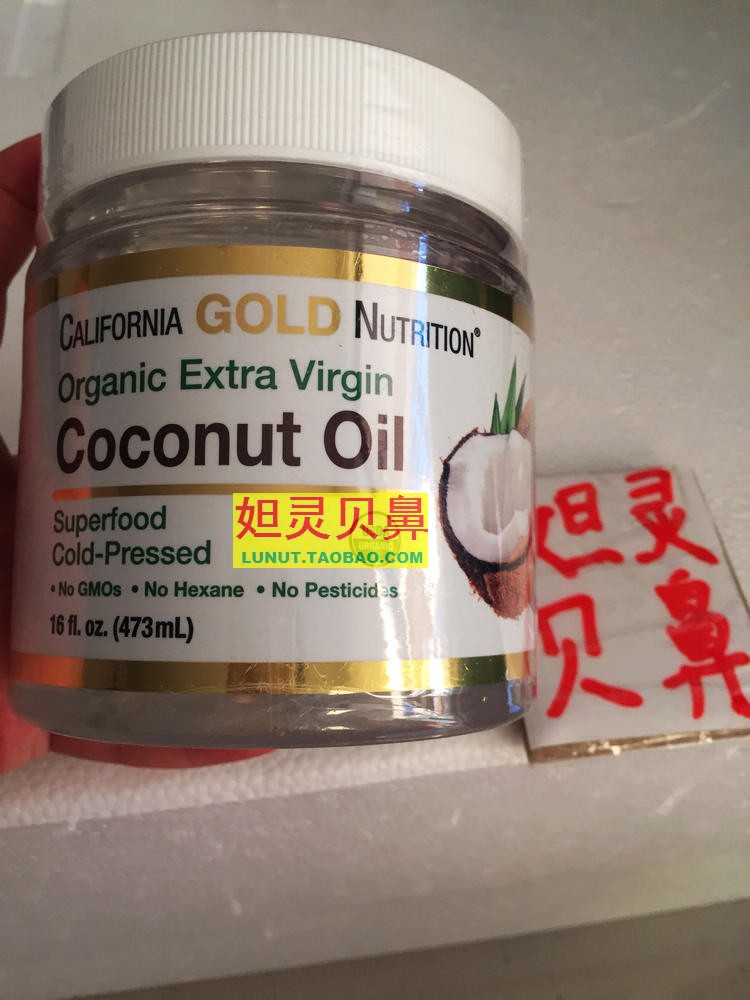 CALIFORNIA GOLD NUTRITION®
Organic Extra Virgin
Coconut Oil
Superfood
Cold-Pressed
• No GMOs • No Hexane • No Pesticides
16 fl. oz. (473mL)
妲灵贝鼻
LUNUT.TAOBAO.COM
妲灵
贝鼻